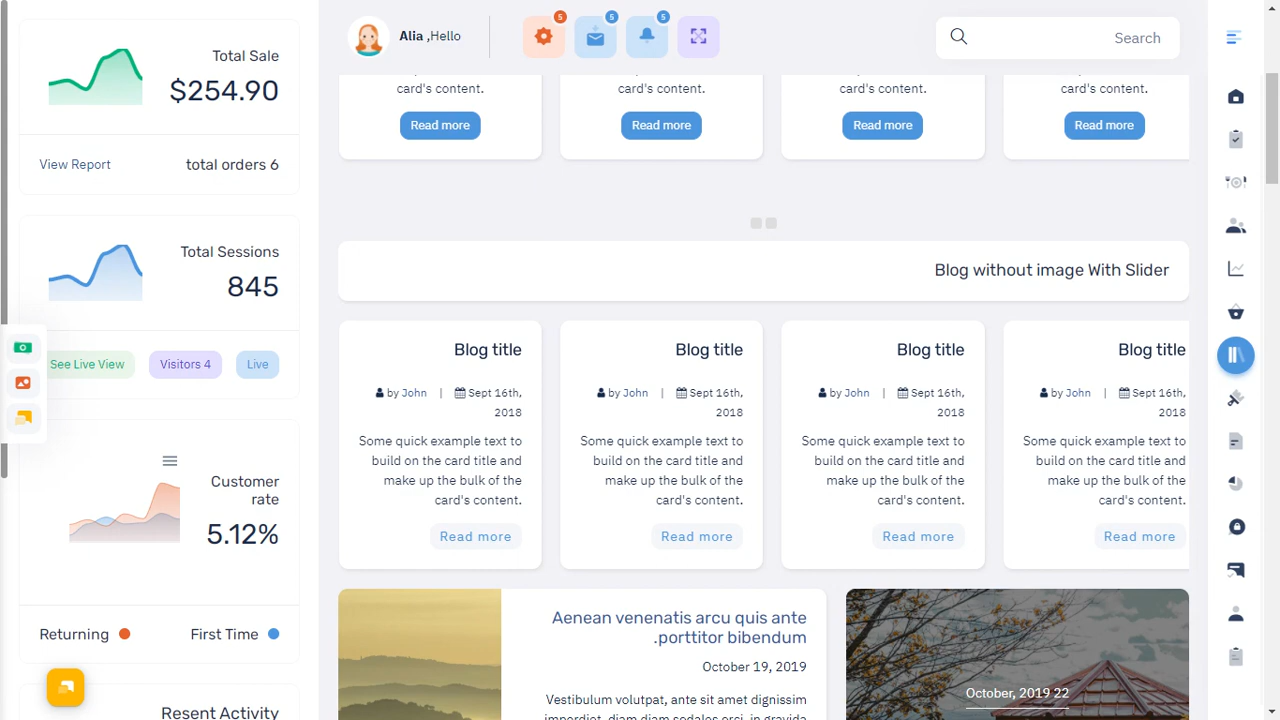 Total Sale
$254.90
View Report
total orders 6
Total Sessions
845
See Live View
Visitors 4
Live
Customer
rate
5.12%
Returning
First Time
Resent Activity
Alia ,Hello
5
5
5
Search
card's content.
Read more
card's content.
Read more
card's content.
Read more
card's content.
Read more
Blog without image With Slider
Blog title
by John | Sept 16th,
2018
Some quick example text to
build on the card title and
make up the bulk of the
card's content.
Read more
Blog title
by John | Sept 16th,
2018
Some quick example text to
build on the card title and
make up the bulk of the
card's content.
Read more
Blog title
by John | Sept 16th,
2018
Some quick example text to
build on the card title and
make up the bulk of the
card's content.
Read more
Blog title
by John | Sept 16th,
2018
Some quick example text to
build on the card title and
make up the bulk of the
card's content.
Read more
Aenean venenatis arcu quis ante
.porttitor bibendum
October 19, 2019
Vestibulum volutpat, ante sit amet dignissim
imperdiet, diam diam sodales orci, in gravida
October, 2019 22